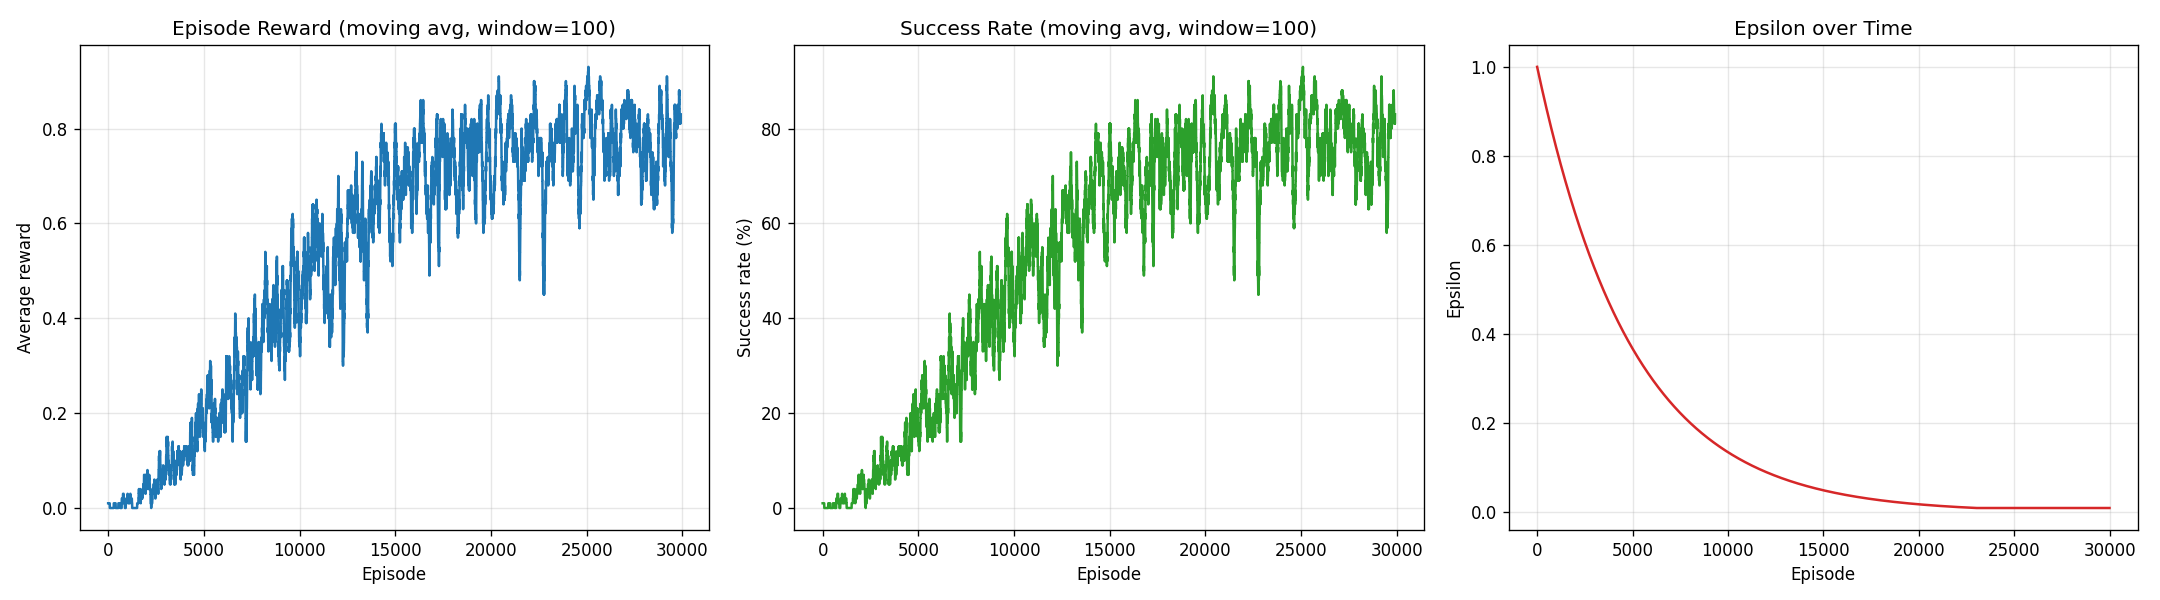 Episode Reward (moving avg, window=100)
Average reward
0.8
0.6
0.4
0.2
0.0
0 5000 10000 15000 20000 25000 30000
Episode
Success Rate (moving avg, window=100)
Success rate (%)
80
60
40
20
0
0 5000 10000 15000 20000 25000 30000
Episode
Epsilon over Time
Epsilon
1.0
0.8
0.6
0.4
0.2
0.0
0 5000 10000 15000 20000 25000 30000
Episode